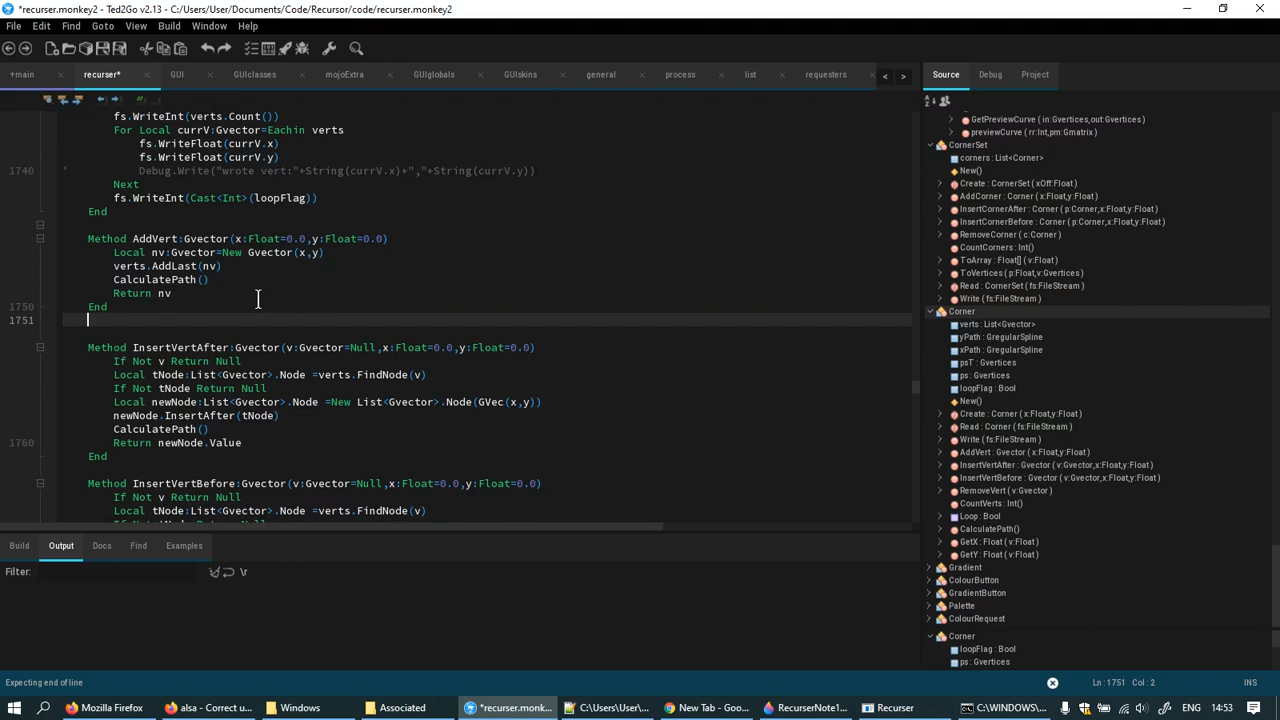 *recurser.monkey2 - Ted2Go v2.13 - C:/Users/User/Documents/Code/Recursor/code/recurser.monkey2
File Edit Find Goto View Build Window Help
+main recurser* GUI GUIclasses mojoExtra GUIglobals GUIskins general process list requesters < > Source Debug Project
fs.WriteInt(verts.Count())
For Local currV:Gvector=Eachin verts
fs.WriteFloat(currV.x)
fs.WriteFloat(currV.y)
1740 ' Debug.Write("wrote Vert:"+String(currV.x)+","+String(currV.y))
Next
fs.WriteInt(Cast<Int>(loopFlag))
End
Method AddVert:Gvector(x:Float=0.0,y:Float=0.0)
Local nv:Gvector=New Gvector(x,y)
verts.AddLast(nv)
CalculatePath()
Return nv
1750 End
1751
Method InsertVertAfter:Gvector(v:Gvector=Null,x:Float=0.0,y:Float=0.0)
If Not v Return Null
Local tNode:List<Gvector>.Node =verts.FindNode(v)
If Not tNode Return Null
Local newNode:List<Gvector>.Node =New List<Gvector>.Node(GVec(x,y))
newNode.InsertAfter(tNode)
CalculatePath()
1760 Return newNode.Value
End
Method InsertVertBefore:Gvector(v:Gvector=Null,x:Float=0.0,y:Float=0.0)
If Not v Return Null
Local tNode:List<Gvector>.Node =verts.FindNode(v)
If Not tNode Return Null
GetPreviewCurve ( in:Gvertices,out:Gvertices )
previewCurve ( rr:Int,pm:Gmatrix )
CornerSet
corners : List<Corner>
New()
Create : CornerSet ( xOff:Float )
AddCorner : Corner ( x:Float,y:Float )
InsertCornerAfter : Corner ( p:Corner,x:Float,y:Float )
InsertCornerBefore : Corner ( p:Corner,x:Float,y:Float )
RemoveCorner ( c:Corner )
CountCorners : Int()
ToArray : Float[] ( v:Float )
ToVertices ( p:Float,v:Gvertices )
Read : CornerSet ( fs:FileStream )
Write ( fs:FileStream )
Corner
verts : List<Gvector>
yPath : GregularSpline
xPath : GregularSpline
psT : Gvertices
ps : Gvertices
loopFlag : Bool
New()
Create : Corner ( x:Float,y:Float )
Read : Corner ( fs:FileStream )
Write ( fs:FileStream )
AddVert : Gvector ( x:Float,y:Float )
InsertVertAfter : Gvector ( v:Gvector,x:Float,y:Float )
InsertVertBefore : Gvector ( v:Gvector,x:Float,y:Float )
RemoveVert ( v:Gvector )
CountVerts : Int()
Loop : Bool
CalculatePath()
GetX : Float ( v:Float )
GetY : Float ( v:Float )
Gradient
ColourButton
GradientButton
Palette
ColourRequest
Corner
loopFlag : Bool
ps : Gvertices
Build Output Docs Find Examples
Filter: \r
Expecting end of line Ln : 1751 Col : 2 INS
Mozilla Firefox alsa - Correct u... Windows Associated *recurser.monk... C:\Users\User\... New Tab - Goo... RecurserNote1... Recurser C:\WINDOWS\... ENG 14:53